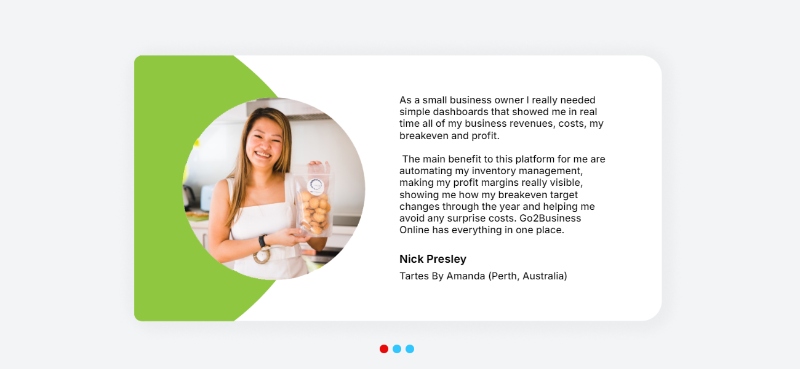 As a small business owner I really needed
simple dashboards that showed me in real
time all of my business revenues, costs, my
breakeven and profit.
The main benefit to this platform for me are
automating my inventory management,
making my profit margins really visible,
showing me how my breakeven target
changes through the year and helping me
avoid any surprise costs. Go2Business
Online has everything in one place.
Nick Presley
Tartes By Amanda (Perth, Australia)